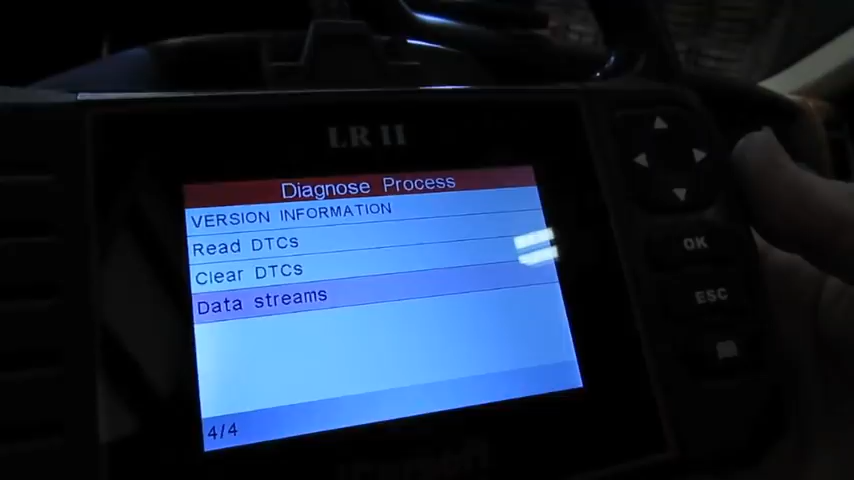 LR II
Diagnose Process
VERSION INFORMATION
Read DTCs
Clear DTCs
Data streams
4/4
OK
ESC